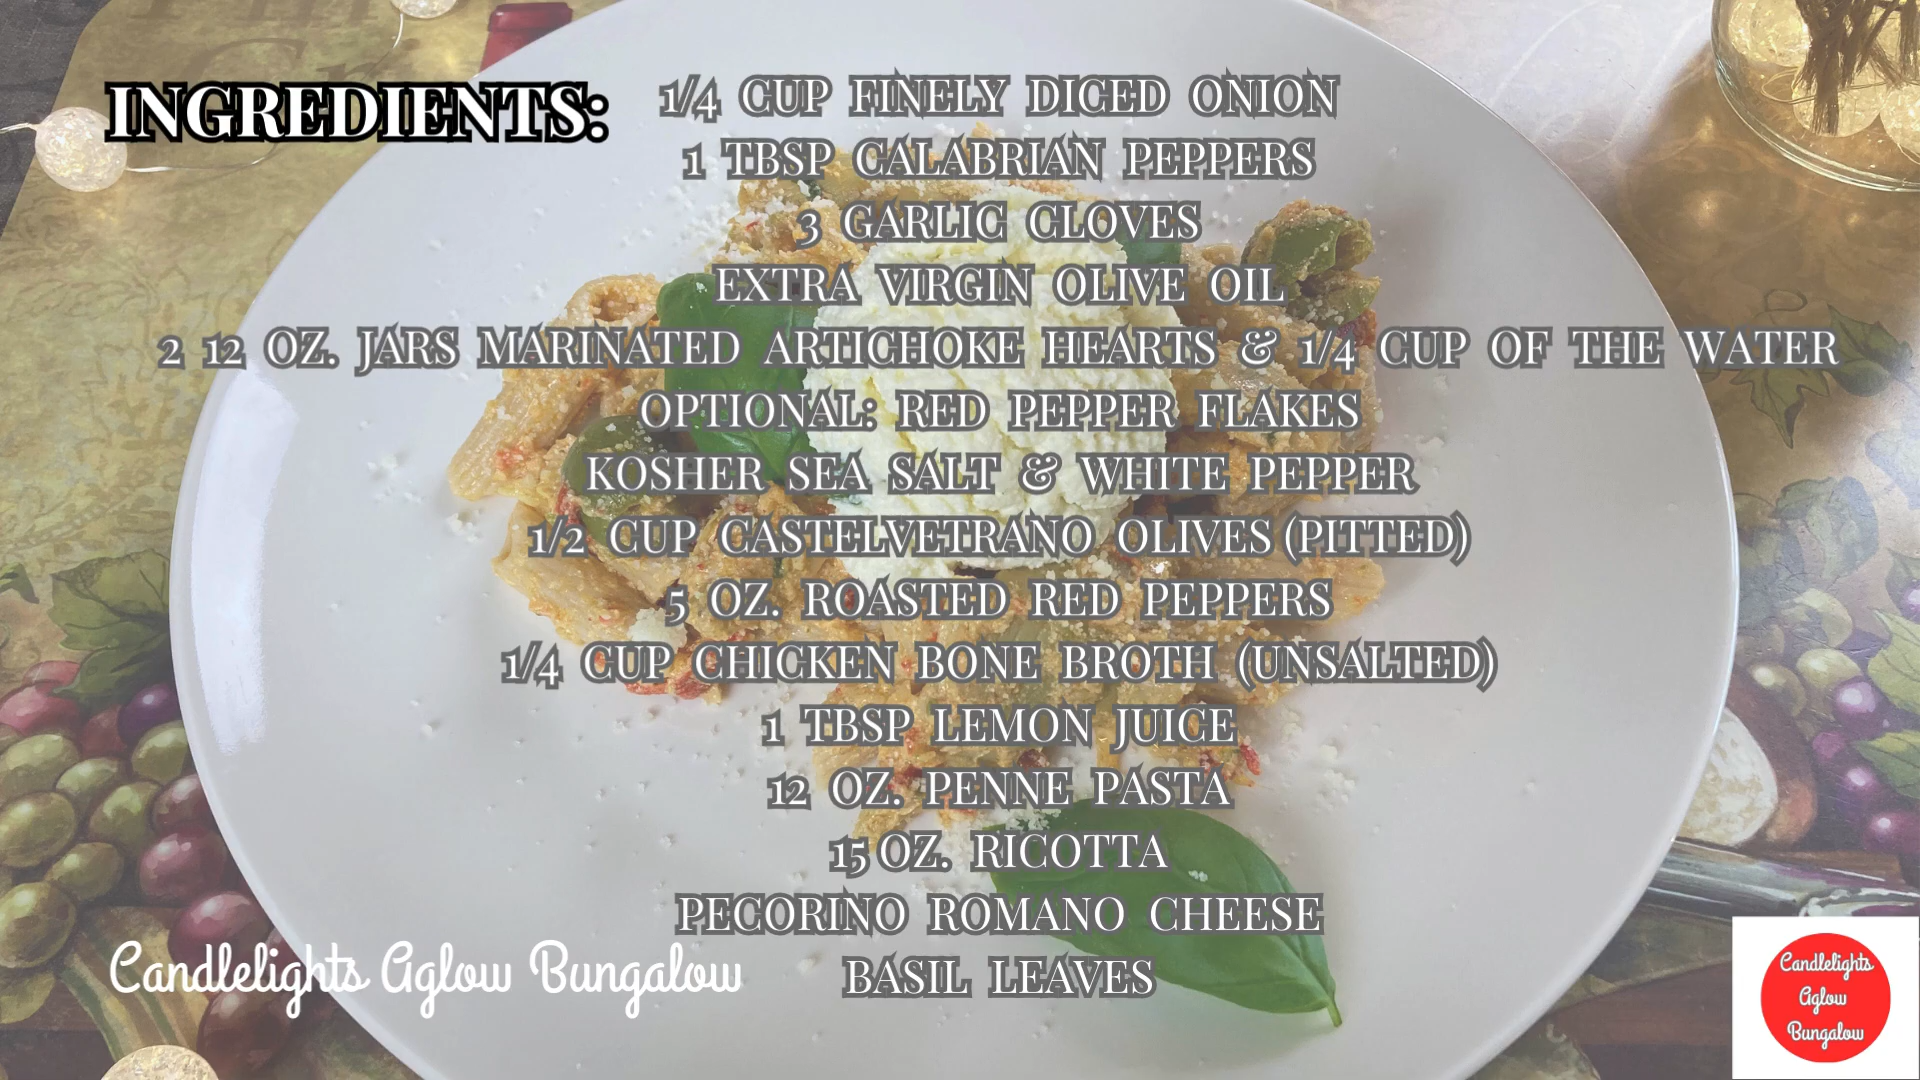 INGREDIENTS:
1/4 CUP FINELY DICED ONION
1 TBSP CALABRIAN PEPPERS
3 GARLIC CLOVES
EXTRA VIRGIN OLIVE OIL
2 12 OZ. JARS MARINATED ARTICHOKE HEARTS & 1/4 CUP OF THE WATER
OPTIONAL: RED PEPPER FLAKES
KOSHER SEA SALT & WHITE PEPPER
1/2 CUP CASTELVETRANO OLIVES (PITTED)
5 OZ. ROASTED RED PEPPERS
1/4 CUP CHICKEN BONE BROTH (UNSALTED)
1 TBSP LEMON JUICE
12 OZ. PENNE PASTA
15 OZ. RICOTTA
PECORINO ROMANO CHEESE
BASIL LEAVES
Candlelights Aglow Bungalow
Candlelights
Aglow
Bungalow